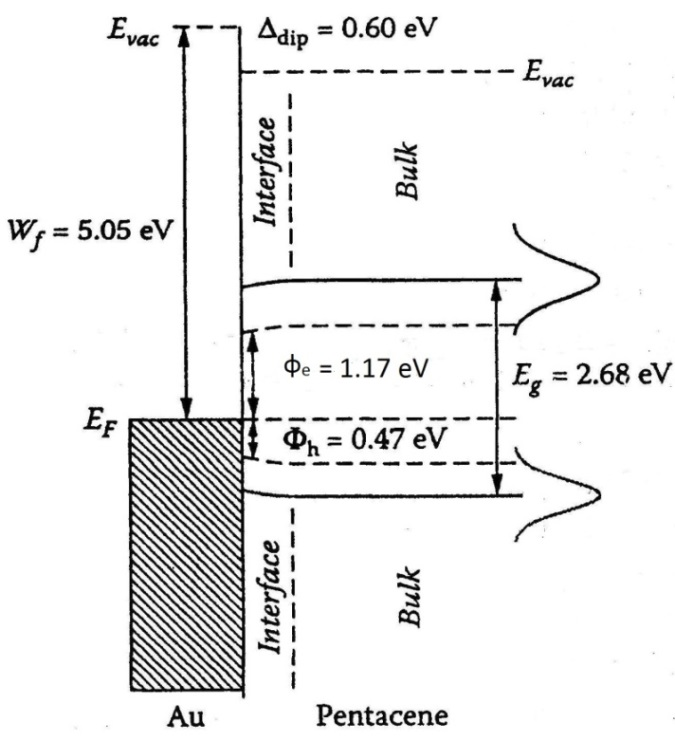 E_vac
Δ_dip = 0.60 eV
E_vac
Interface
Bulk
W_f = 5.05 eV
ϕₑ = 1.17 eV
E_g = 2.68 eV
E_F
Φ_h = 0.47 eV
Interface
Bulk
Au
Pentacene